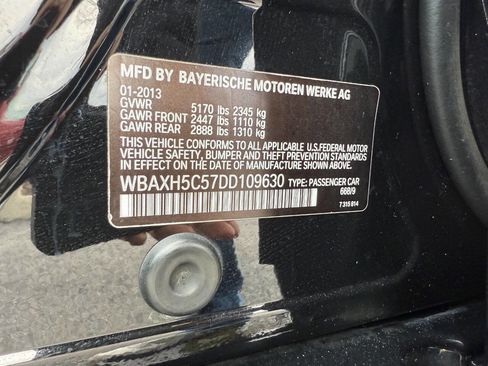 MFD BY BAYERISCHE MOTOREN WERKE AG
01-2013
GVWR 5170 lbs 2345 kg
GAWR FRONT 2447 lbs 1110 kg
GAWR REAR 2888 lbs 1310 kg
THIS VEHICLE CONFORMS TO ALL APPLICABLE U.S.FEDERAL MOTOR
VEHICLE SAFETY, BUMPER AND THEFT PREVENTION STANDARDS
IN EFFECT ON THE DATE OF MANUFACTURE SHOWN ABOVE.
WBAXH5C57DD109630 TYPE: PASSENGER CAR
668/9
7 315 814